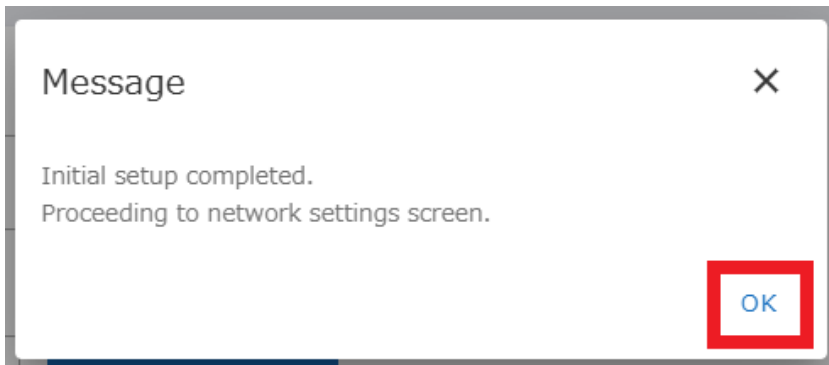 Message
Initial setup completed.
Proceeding to network settings screen.
OK